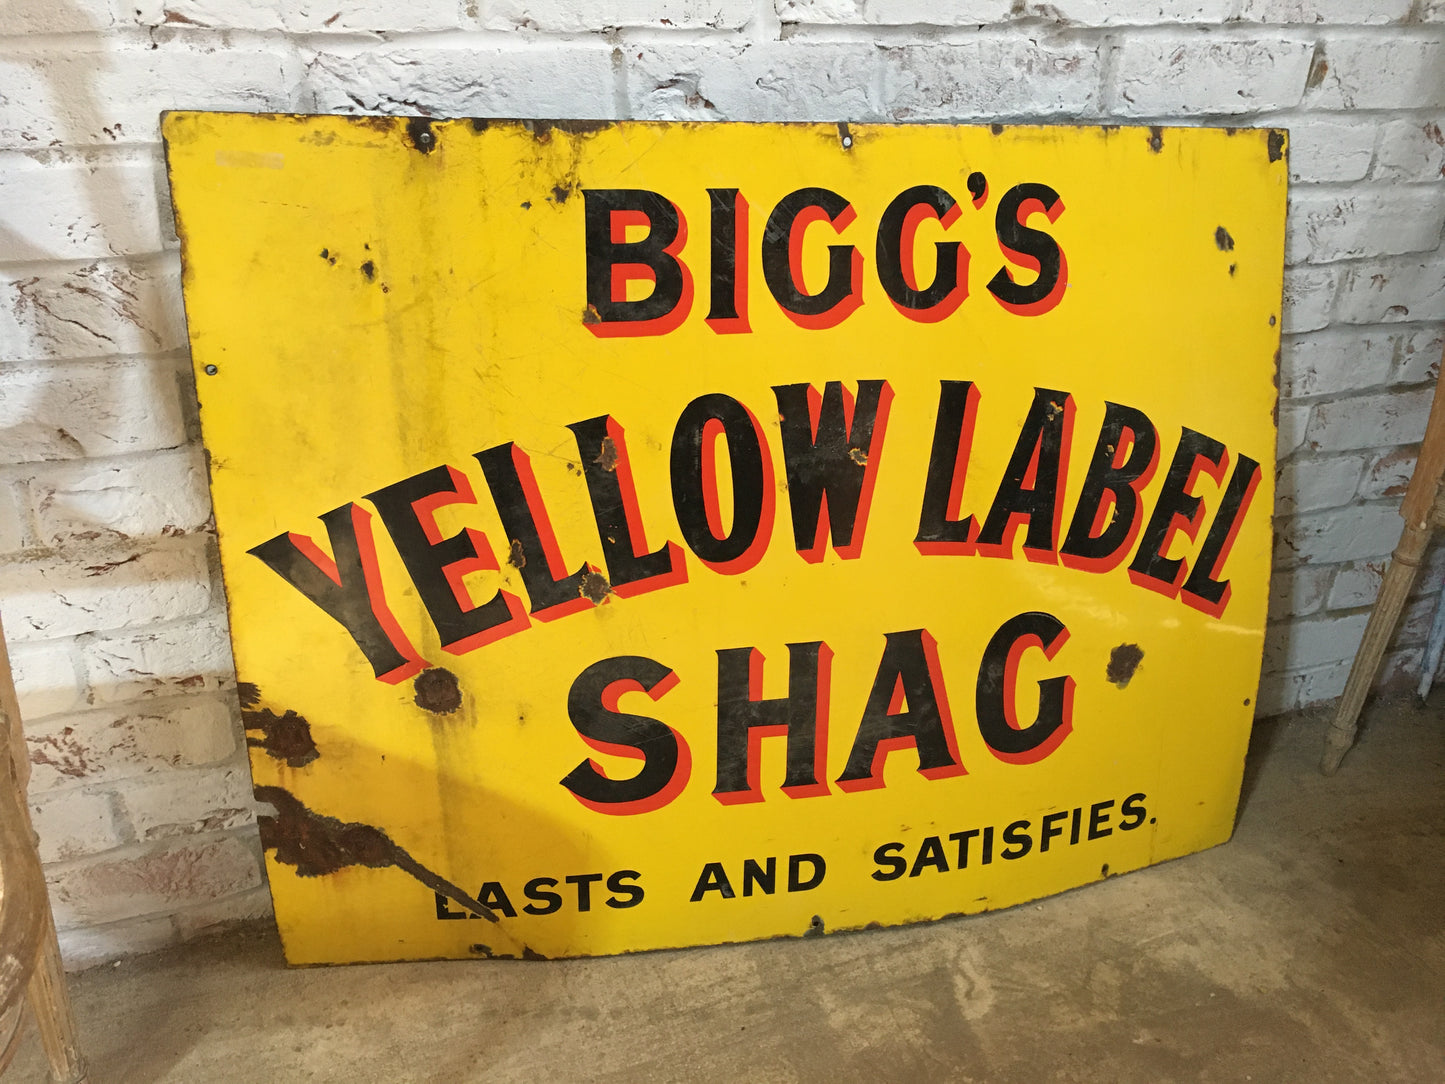 BIGG'S
YELLOW LABEL
SHAG
LASTS AND SATISFIES.